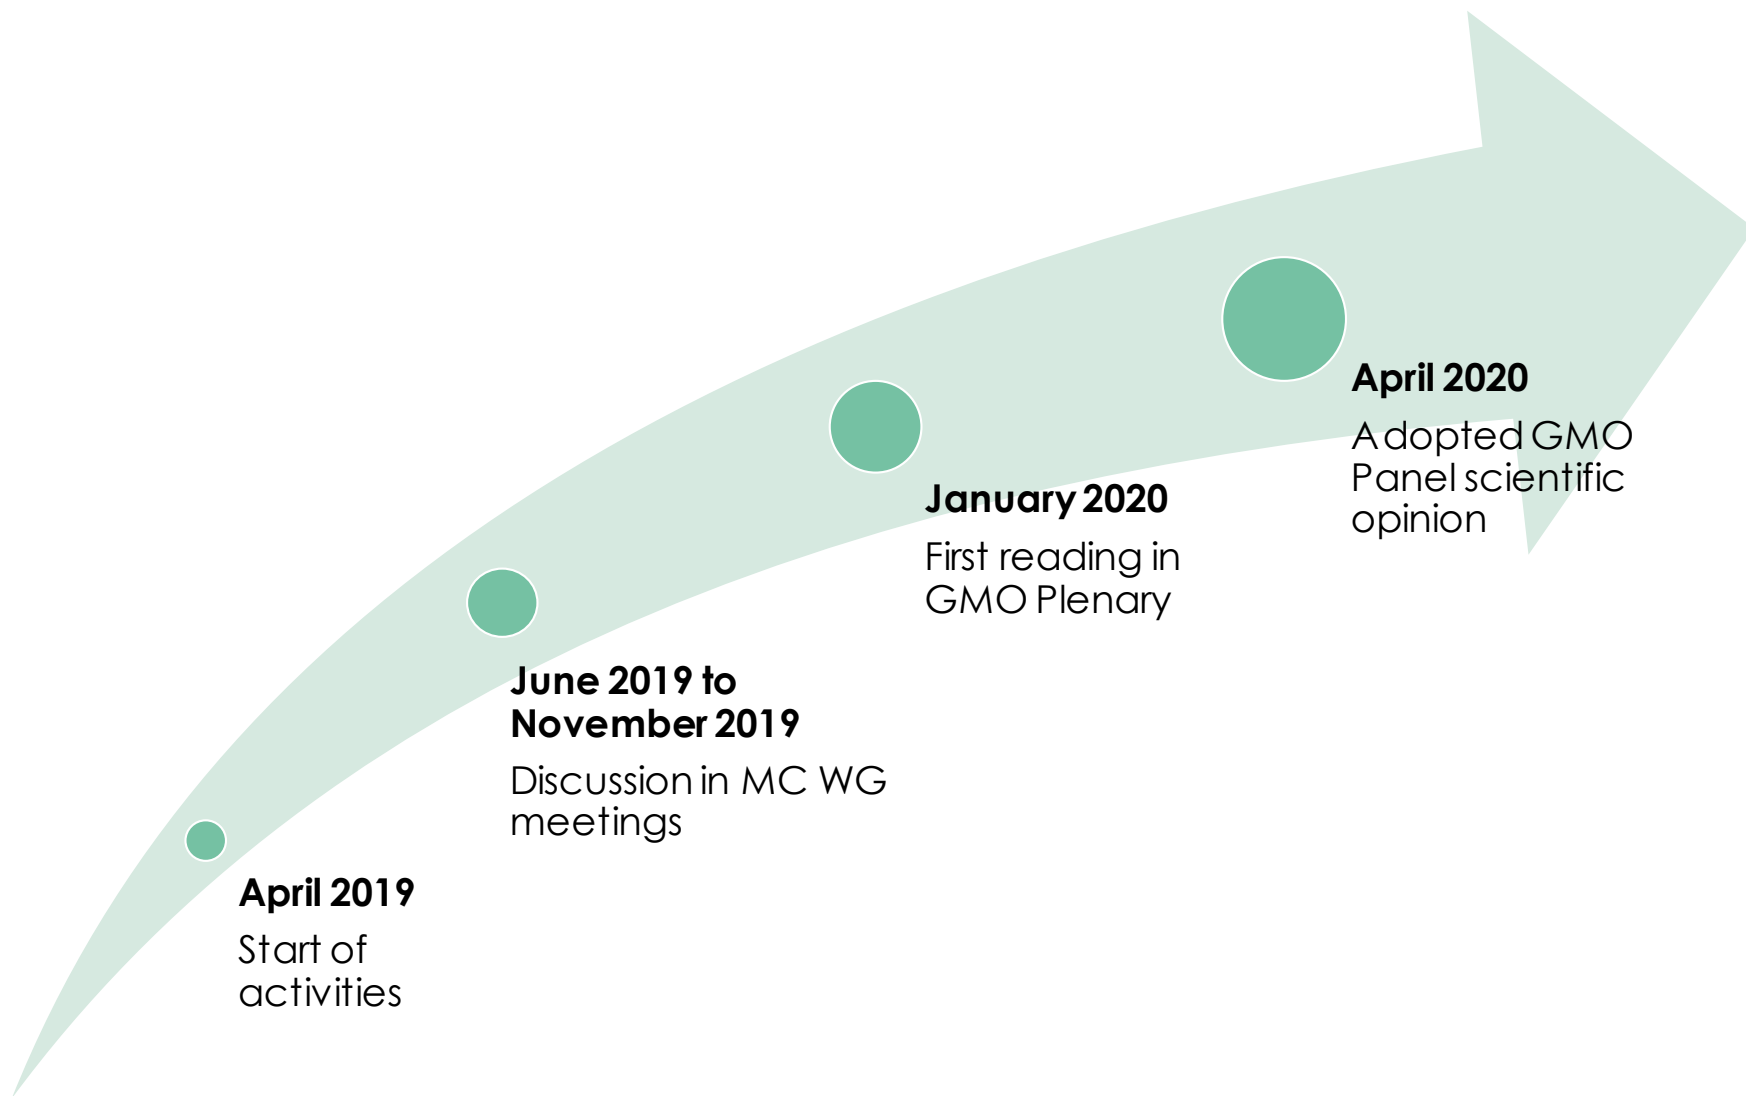 April 2019
Start of
activities
June 2019 to
November 2019
Discussion in MC WG
meetings
January 2020
First reading in
GMO Plenary
April 2020
Adopted GMO
Panel scientific
opinion